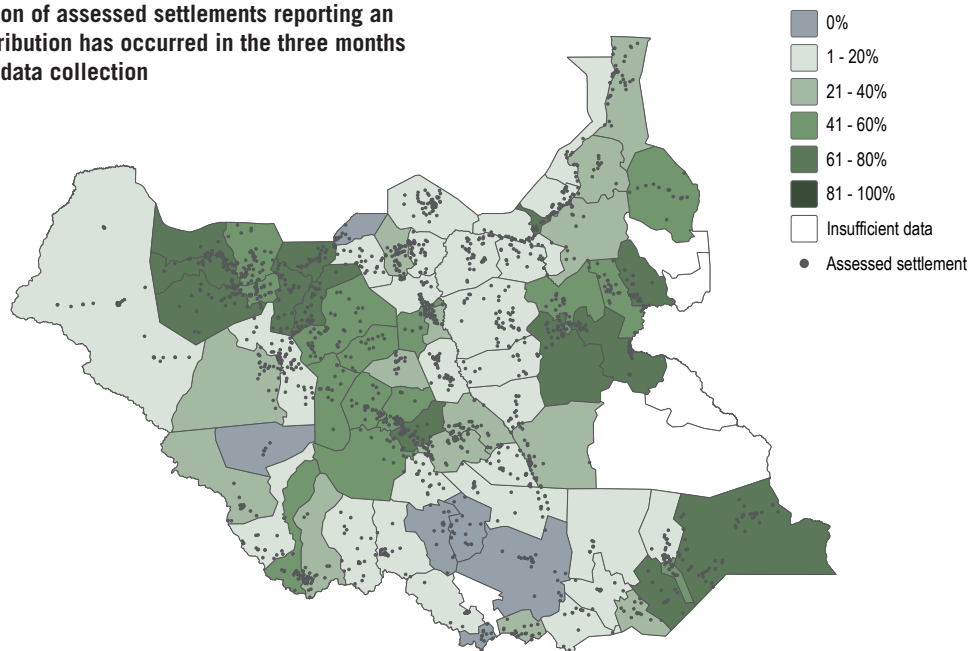 ion of assessed settlements reporting an
ribution has occurred in the three months
data collection
0%
1 - 20%
21 - 40%
41 - 60%
61 - 80%
81 - 100%
Insufficient data
Assessed settlement